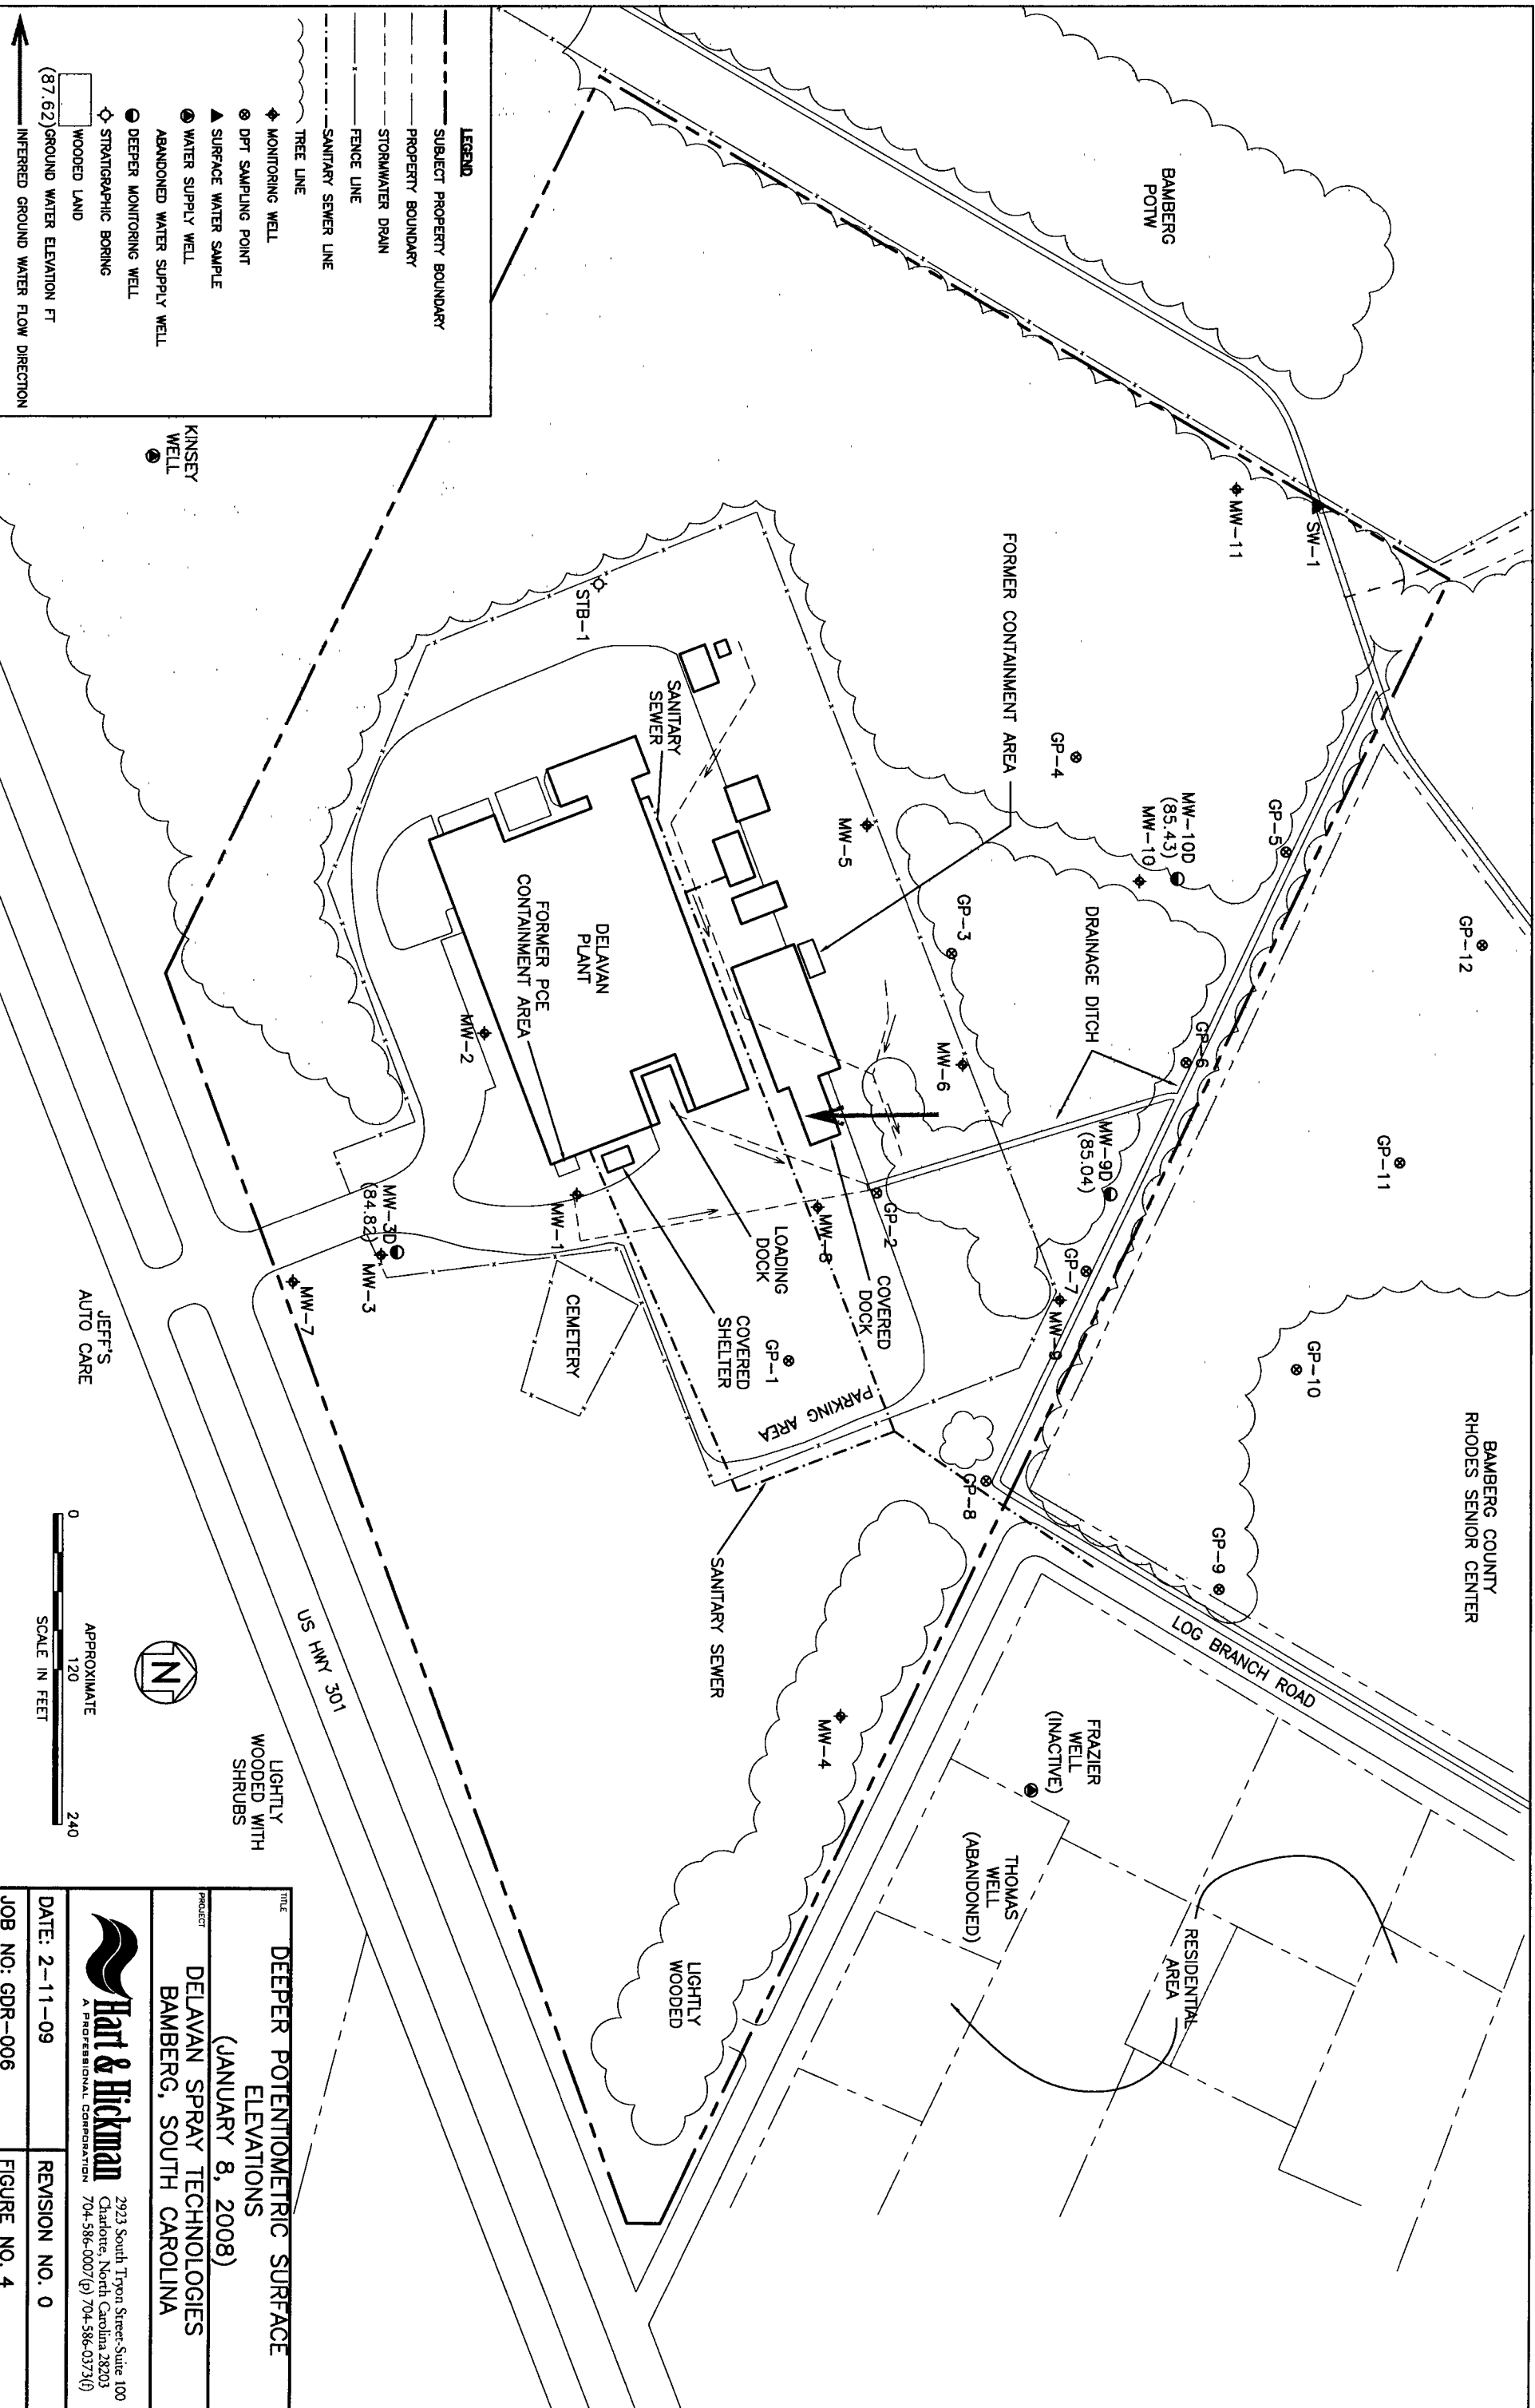 BAMBERG
POTW
SW-1
MW-11
FORMER CONTAINMENT AREA
GP-4
MW-10D
(85.43)
MW-10
GP-5
GP-12
BAMBERG COUNTY
RHODES SENIOR CENTER
GP-11
GP-10
GP-9
LOG BRANCH ROAD
DRAINAGE DITCH
GP-6
MW-9D
(85.04)
GP-7
MW-9
GP-8
GP-3
MW-5
MW-6
STB-1
SANITARY
SEWER
DELAVAN
PLANT
FORMER PCE
CONTAINMENT AREA
MW-2
MW-1
GP-2
MW-8
LOADING
DOCK
COVERED
DOCK
COVERED
SHELTER
GP-1
PARKING AREA
CEMETERY
MW-3D
(84.82)
MW-3
MW-7
SANITARY SEWER
MW-4
FRAZIER
WELL
(INACTIVE)
THOMAS
WELL
(ABANDONED)
RESIDENTIAL
AREA
LIGHTLY
WOODED
KINSEY
WELL
JEFF'S
AUTO CARE
US HWY 301
LIGHTLY
WOODED WITH
SHRUBS
LEGEND
SUBJECT PROPERTY BOUNDARY
PROPERTY BOUNDARY
STORMWATER DRAIN
FENCE LINE
SANITARY SEWER LINE
TREE LINE
MONITORING WELL
DPT SAMPLING POINT
SURFACE WATER SAMPLE
WATER SUPPLY WELL
ABANDONED WATER SUPPLY WELL
DEEPER MONITORING WELL
STRATIGRAPHIC BORING
WOODED LAND
(87.62) GROUND WATER ELEVATION FT
INFERRED GROUND WATER FLOW DIRECTION
N
APPROXIMATE
0 120 240
SCALE IN FEET
TITLE
DEEPER POTENTIOMETRIC SURFACE
ELEVATIONS
(JANUARY 8, 2008)
PROJECT
DELAVAN SPRAY TECHNOLOGIES
BAMBERG, SOUTH CAROLINA
Hart & Hickman
A PROFESSIONAL CORPORATION
2923 South Tryon Street-Suite 100
Charlotte, North Carolina 28203
704-586-0007(p) 704-586-0373(f)
DATE: 2-11-09
REVISION NO. 0
JOB NO: GDR-006
FIGURE NO. 4